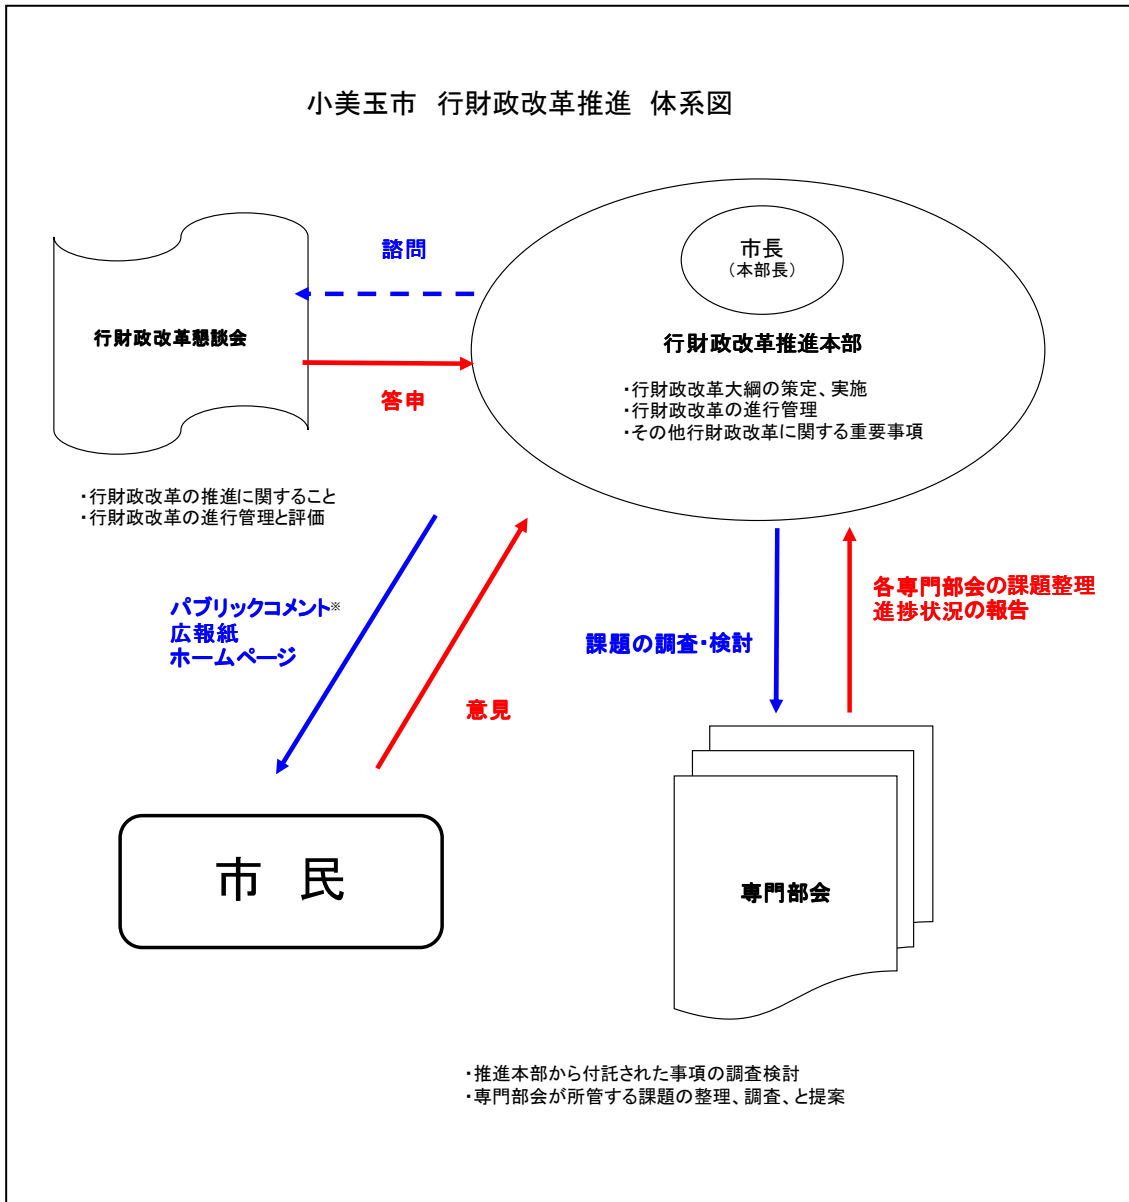 小美玉市　行財政改革推進　体系図
市長
（本部長）
諮問
行財政改革懇談会
行財政改革推進本部
答申
・行財政改革大綱の策定、実施
・行財政改革の進行管理
・その他行財政改革に関する重要事項
・行財政改革の推進に関すること
・行財政改革の進行管理と評価
パブリックコメント※
広報紙
ホームページ
意見
課題の調査・検討
各専門部会の課題整理
進捗状況の報告
市　民
専門部会
・推進本部から付託された事項の調査検討
・専門部会が所管する課題の整理、調査、と提案